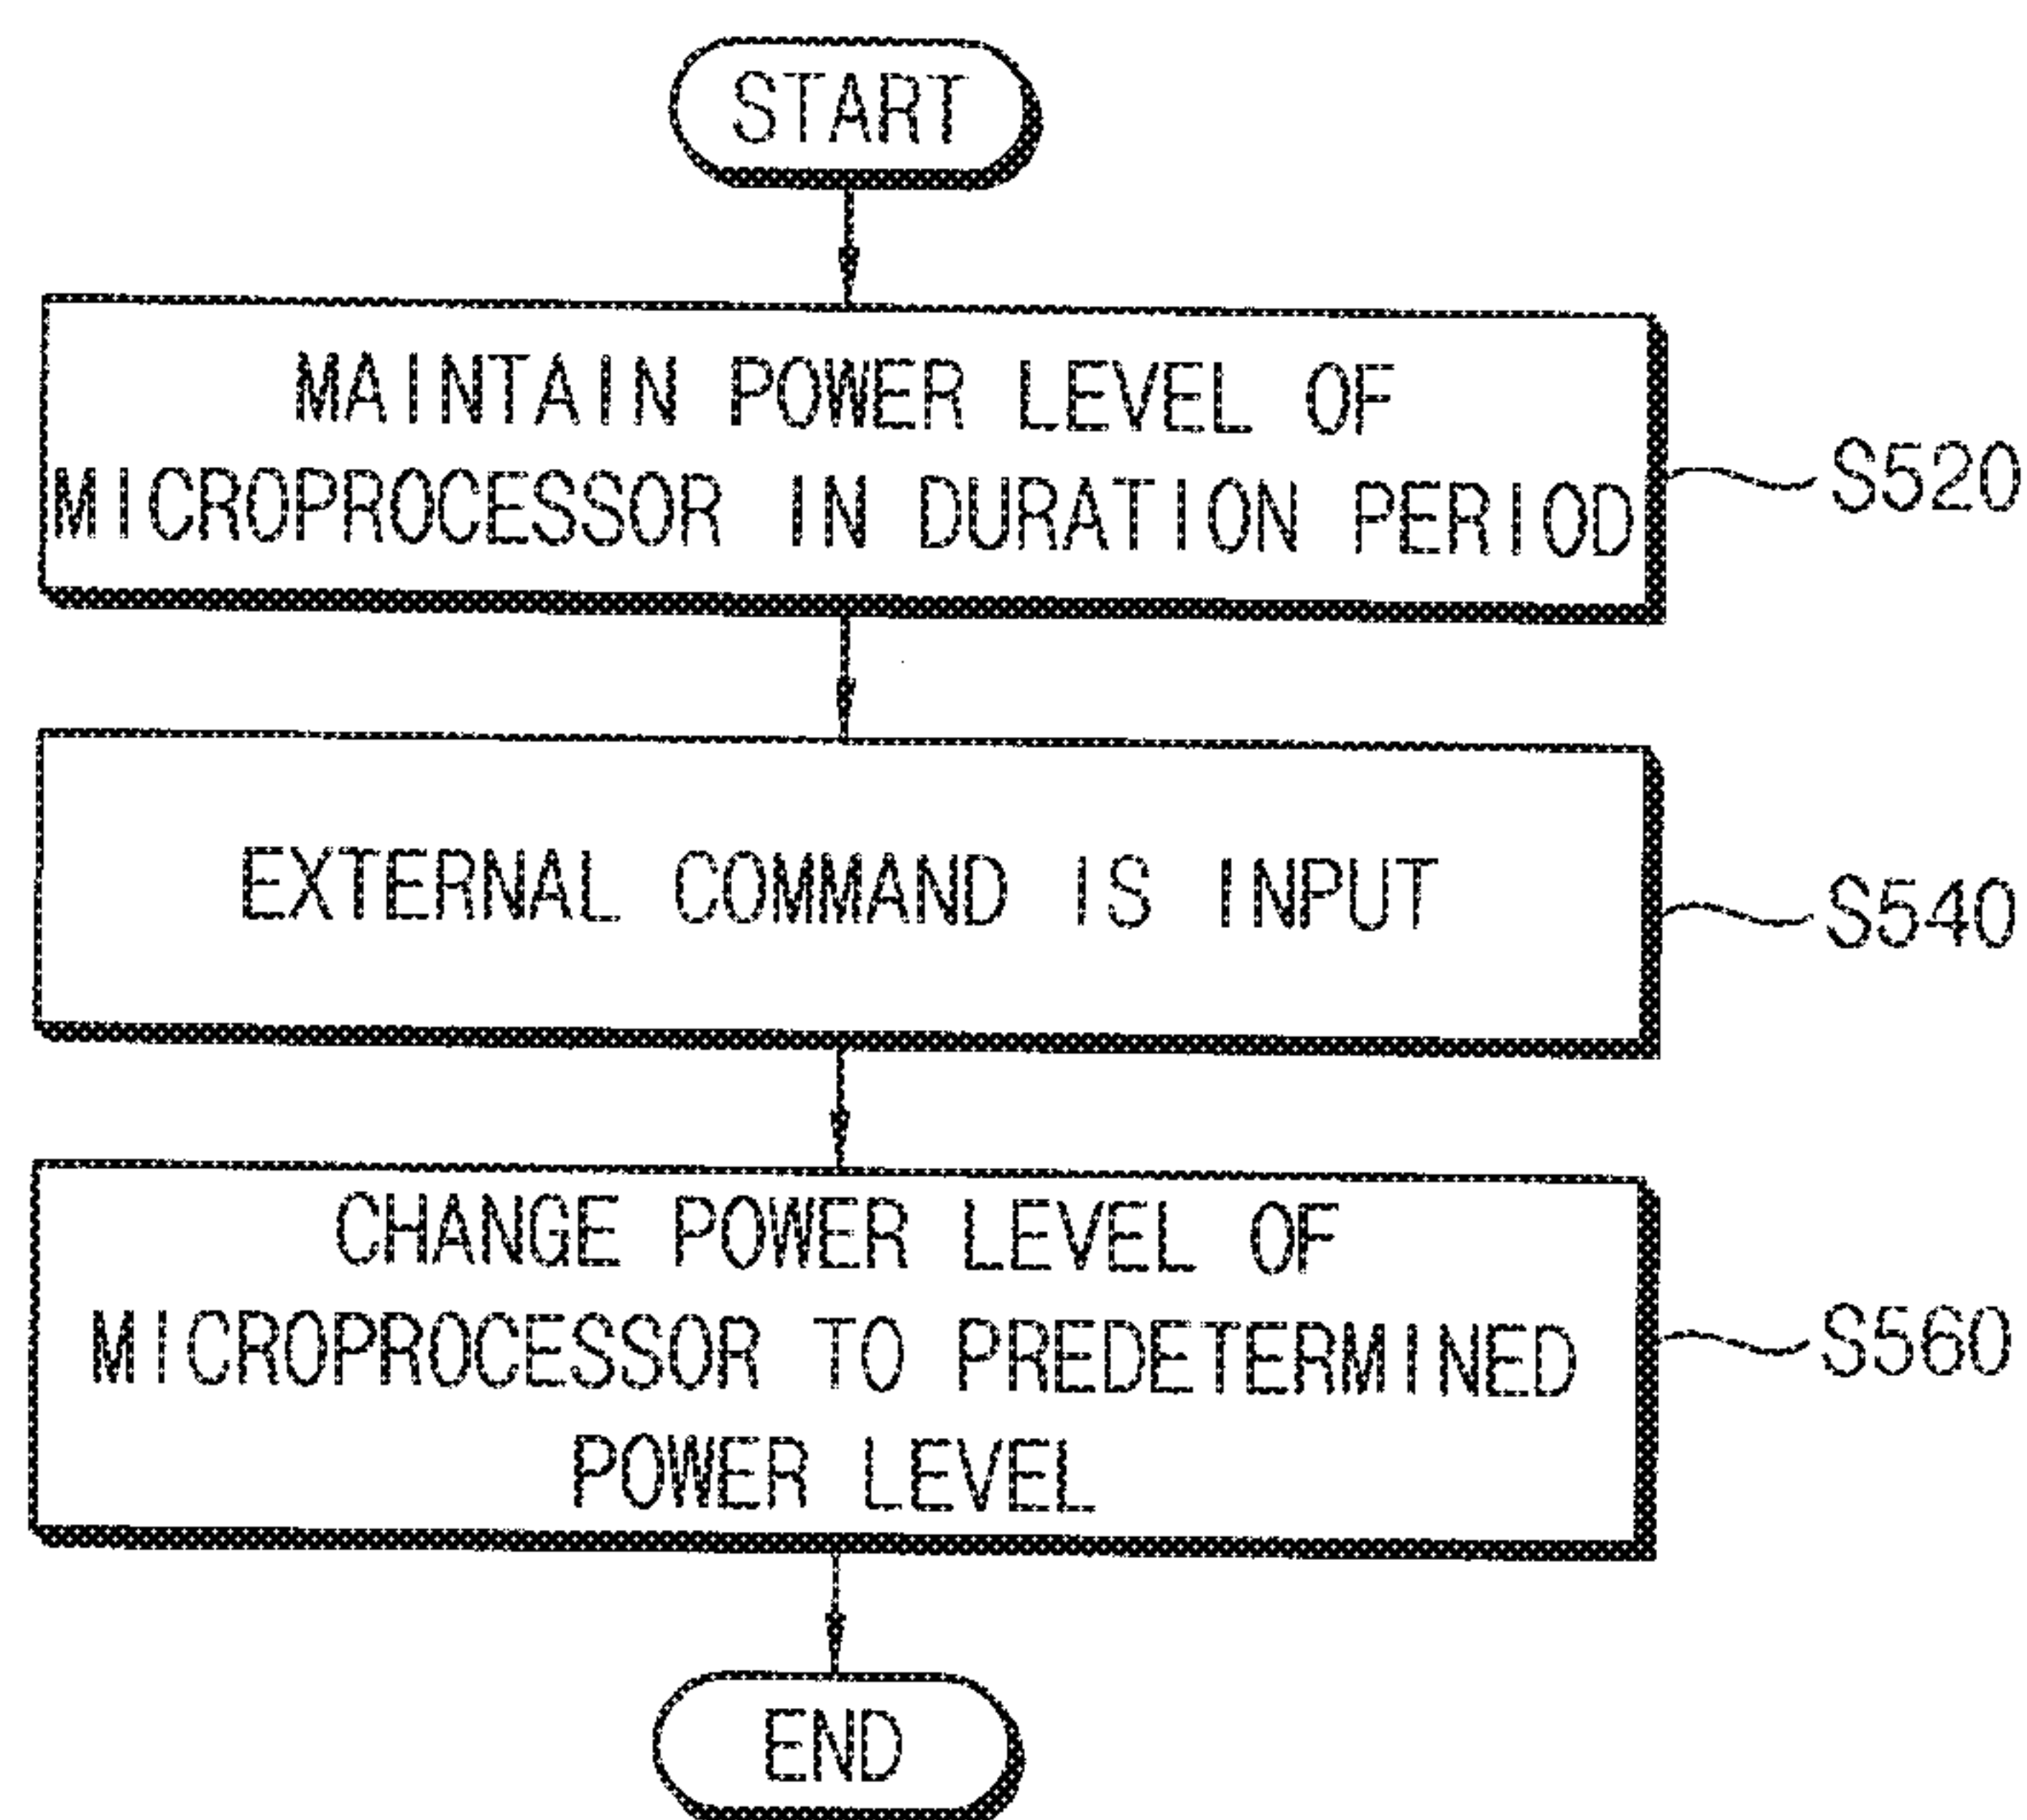 START
MAINTAIN POWER LEVEL OF
MICROPROCESSOR IN DURATION PERIOD
S520
EXTERNAL COMMAND IS INPUT
S540
CHANGE POWER LEVEL OF
MICROPROCESSOR TO PREDETERMINED
POWER LEVEL
S560
END